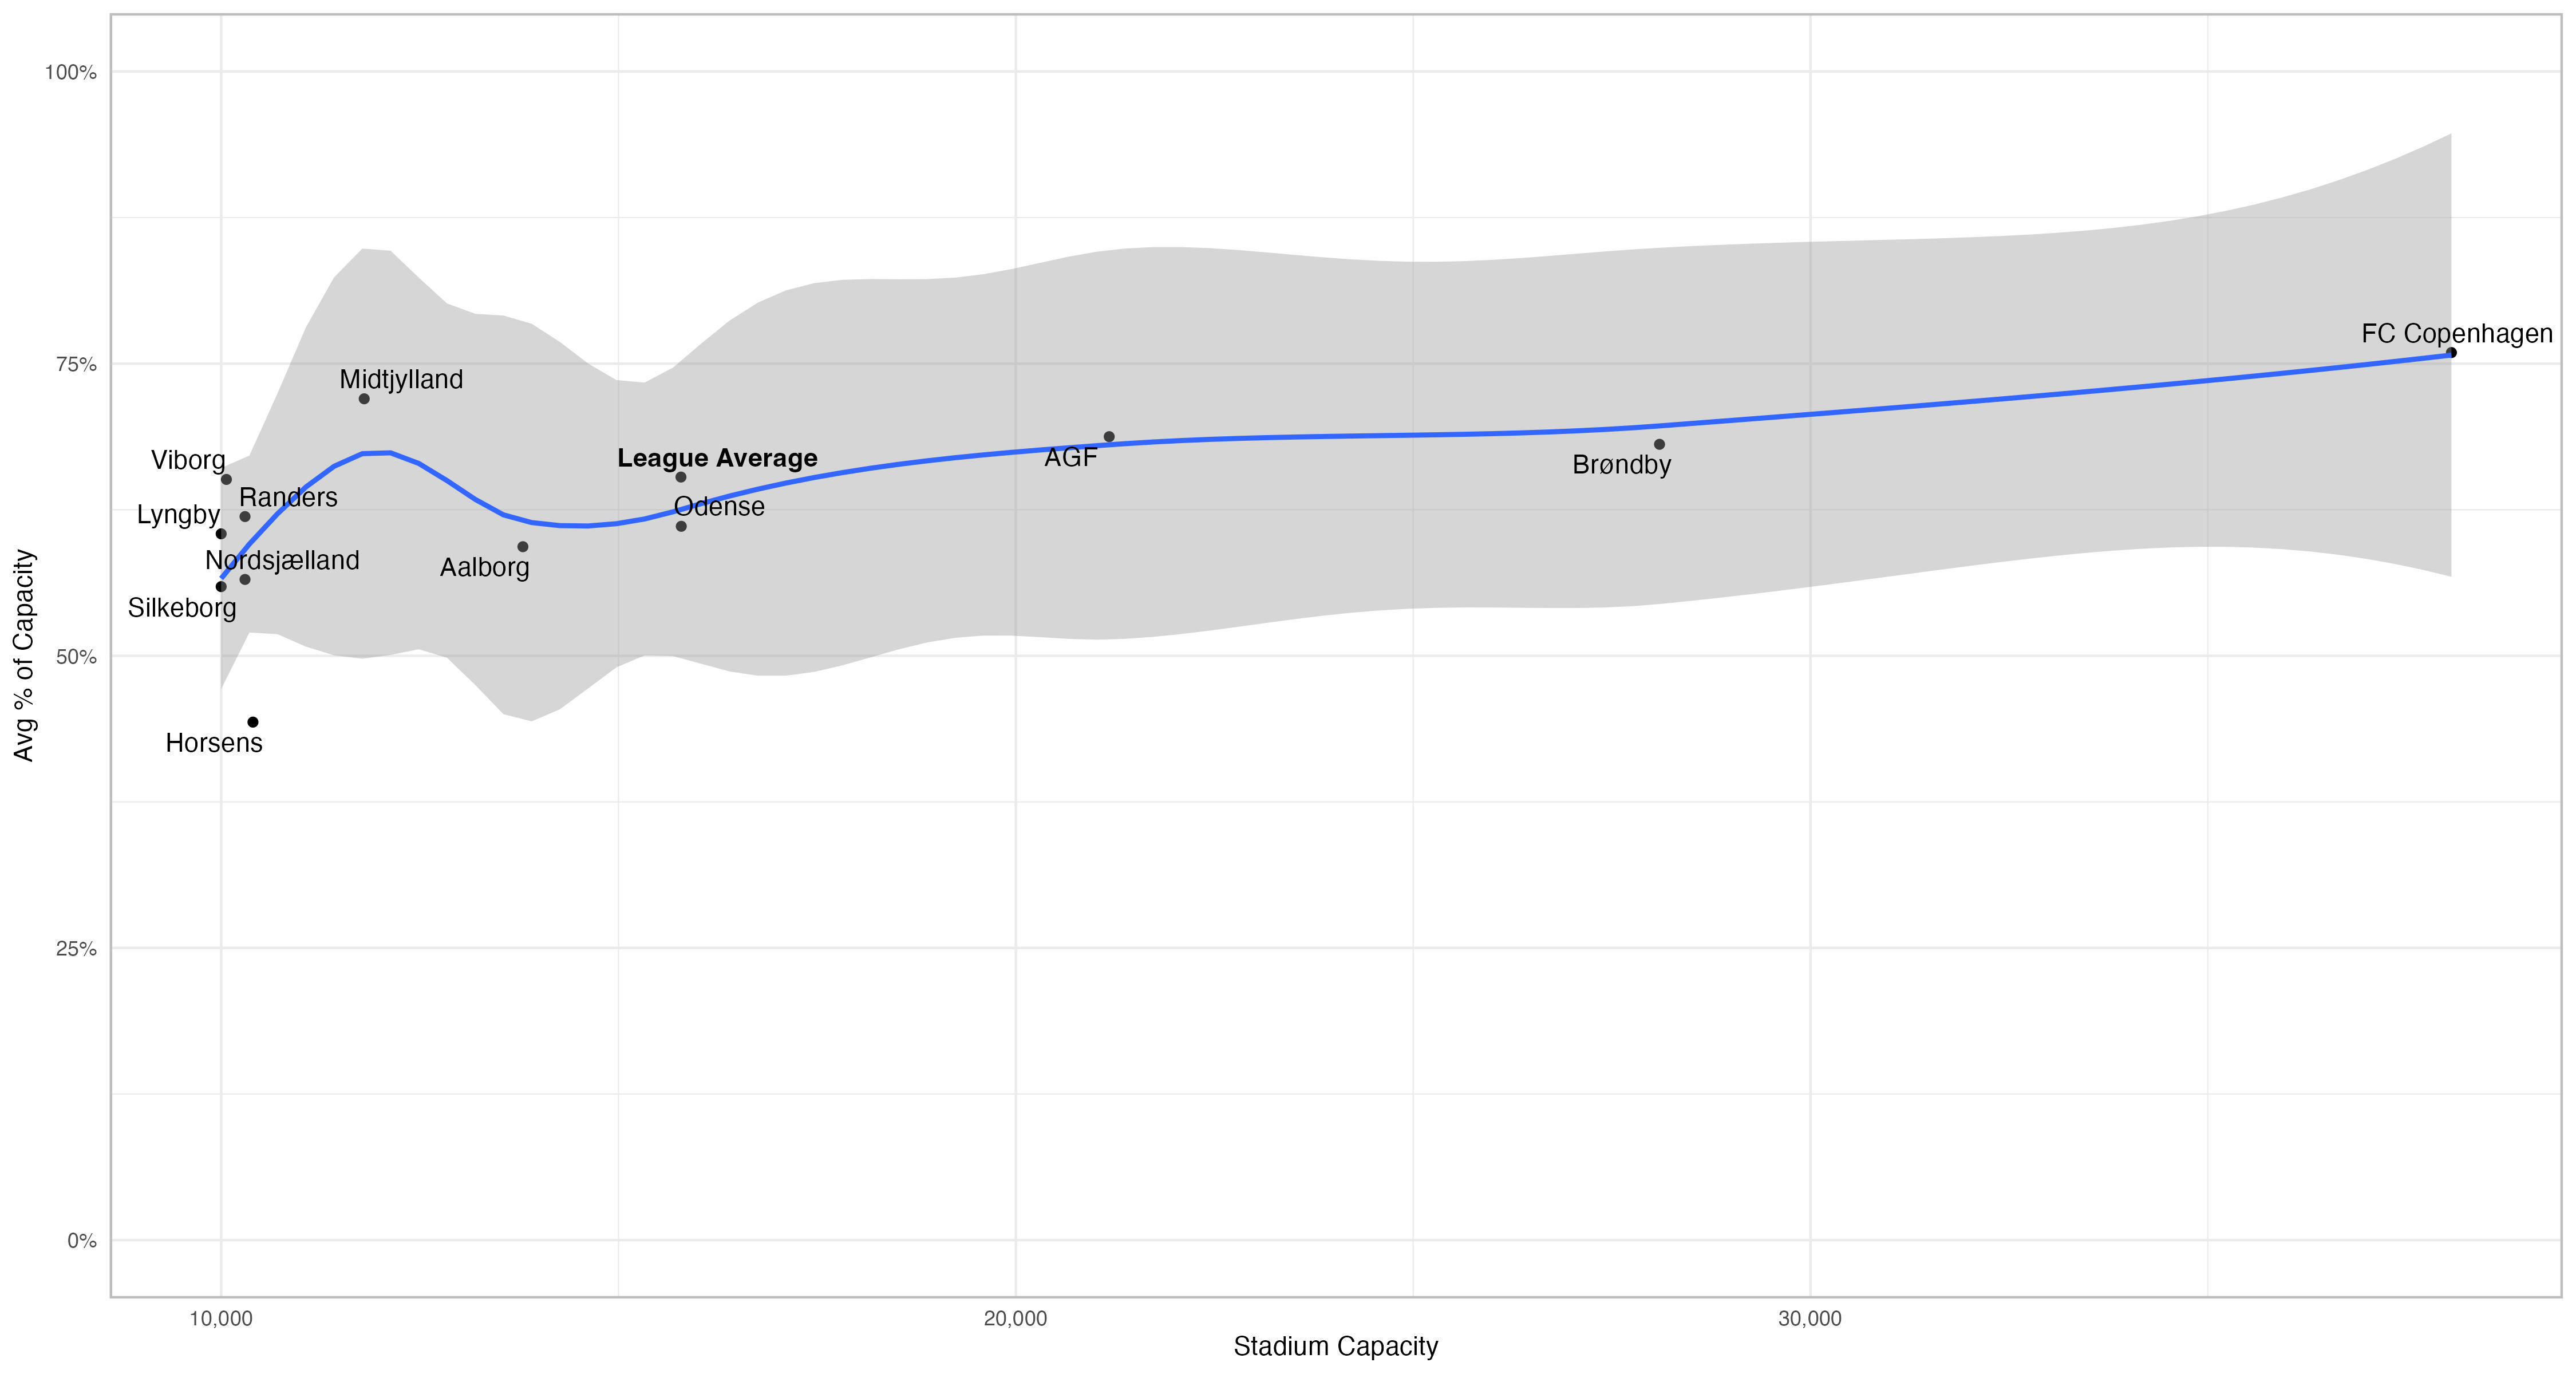 100%
75%
50%
25%
0%
Avg % of Capacity
FC Copenhagen
Midtjylland
Viborg
League Average
AGF
Brøndby
Randers
Odense
Lyngby
Nordsjælland
Aalborg
Silkeborg
Horsens
10,000
20,000
30,000
Stadium Capacity